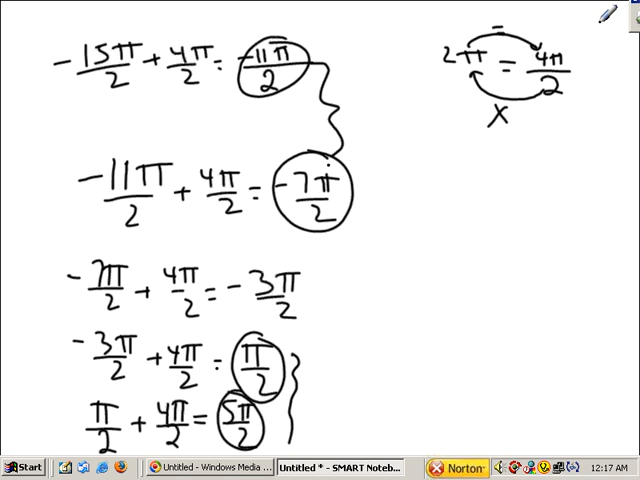 -15π/2 + 4π/2 = -11π/2
2π = 4π/2
=
x
-11π/2 + 4π/2 = -7π/2
-7π/2 + 4π/2 = -3π/2
-3π/2 + 4π/2 = π/2
π/2 + 4π/2 = 5π/2
Start Untitled - Windows Media ... Untitled * - SMART Noteb... Norton 12:17 AM